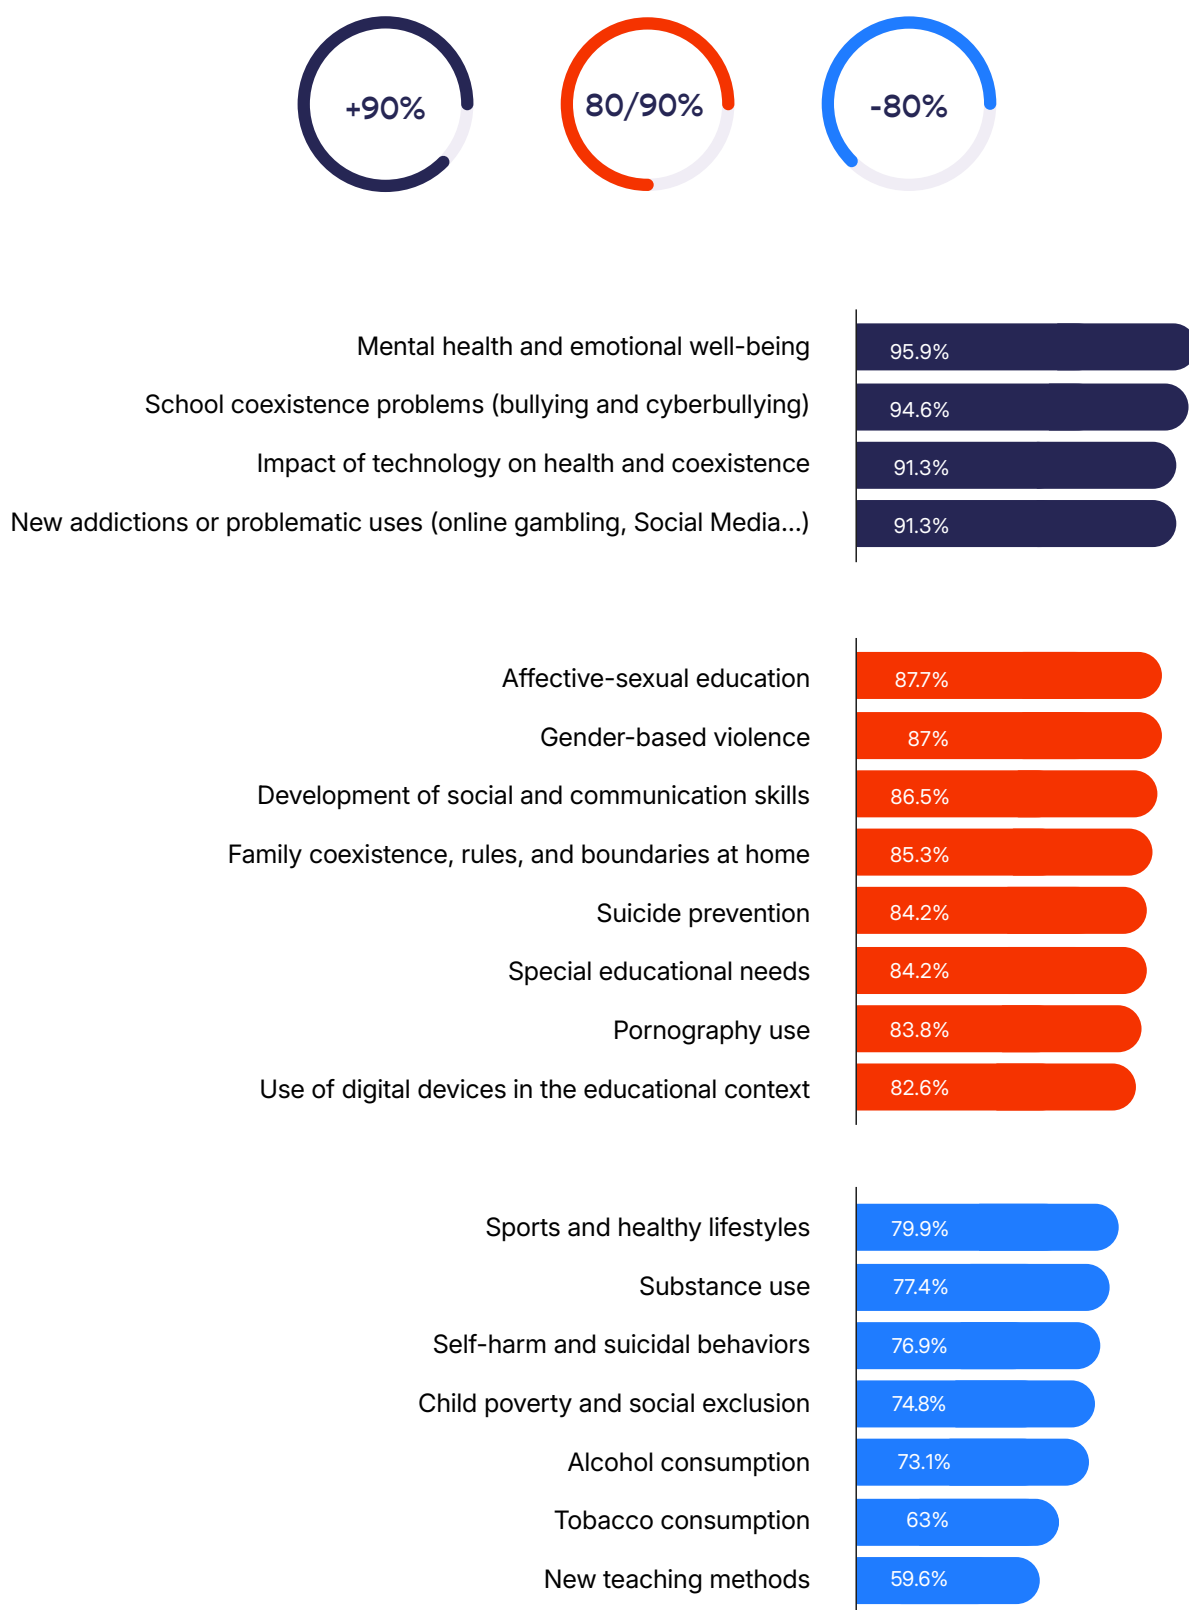 +90%
80/90%
-80%
Mental health and emotional well-being 95.9%
School coexistence problems (bullying and cyberbullying) 94.6%
Impact of technology on health and coexistence 91.3%
New addictions or problematic uses (online gambling, Social Media...) 91.3%
Affective-sexual education 87.7%
Gender-based violence 87%
Development of social and communication skills 86.5%
Family coexistence, rules, and boundaries at home 85.3%
Suicide prevention 84.2%
Special educational needs 84.2%
Pornography use 83.8%
Use of digital devices in the educational context 82.6%
Sports and healthy lifestyles 79.9%
Substance use 77.4%
Self-harm and suicidal behaviors 76.9%
Child poverty and social exclusion 74.8%
Alcohol consumption 73.1%
Tobacco consumption 63%
New teaching methods 59.6%